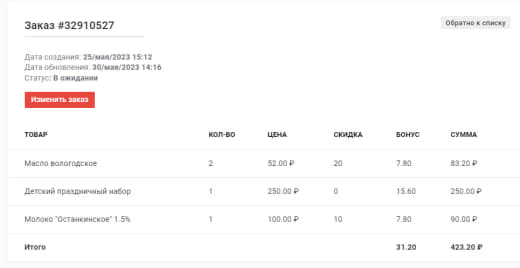 Заказ #32910527
Обратно к списку
Дата создания: 25/мая/2023 15:12
Дата обновления: 30/мая/2023 14:16
Статус: В ожидании
Изменить заказ
ТОВАР КОЛ-ВО ЦЕНА СКИДКА БОНУС СУММА
Масло вологодское 2 52.00 ₽ 20 7.80 83.20 ₽
Детский праздничный набор 1 250.00 ₽ 0 15.60 250.00 ₽
Молоко "Останкинское" 1.5% 1 100.00 ₽ 10 7.80 90.00 ₽
Итого 31.20 423.20 ₽